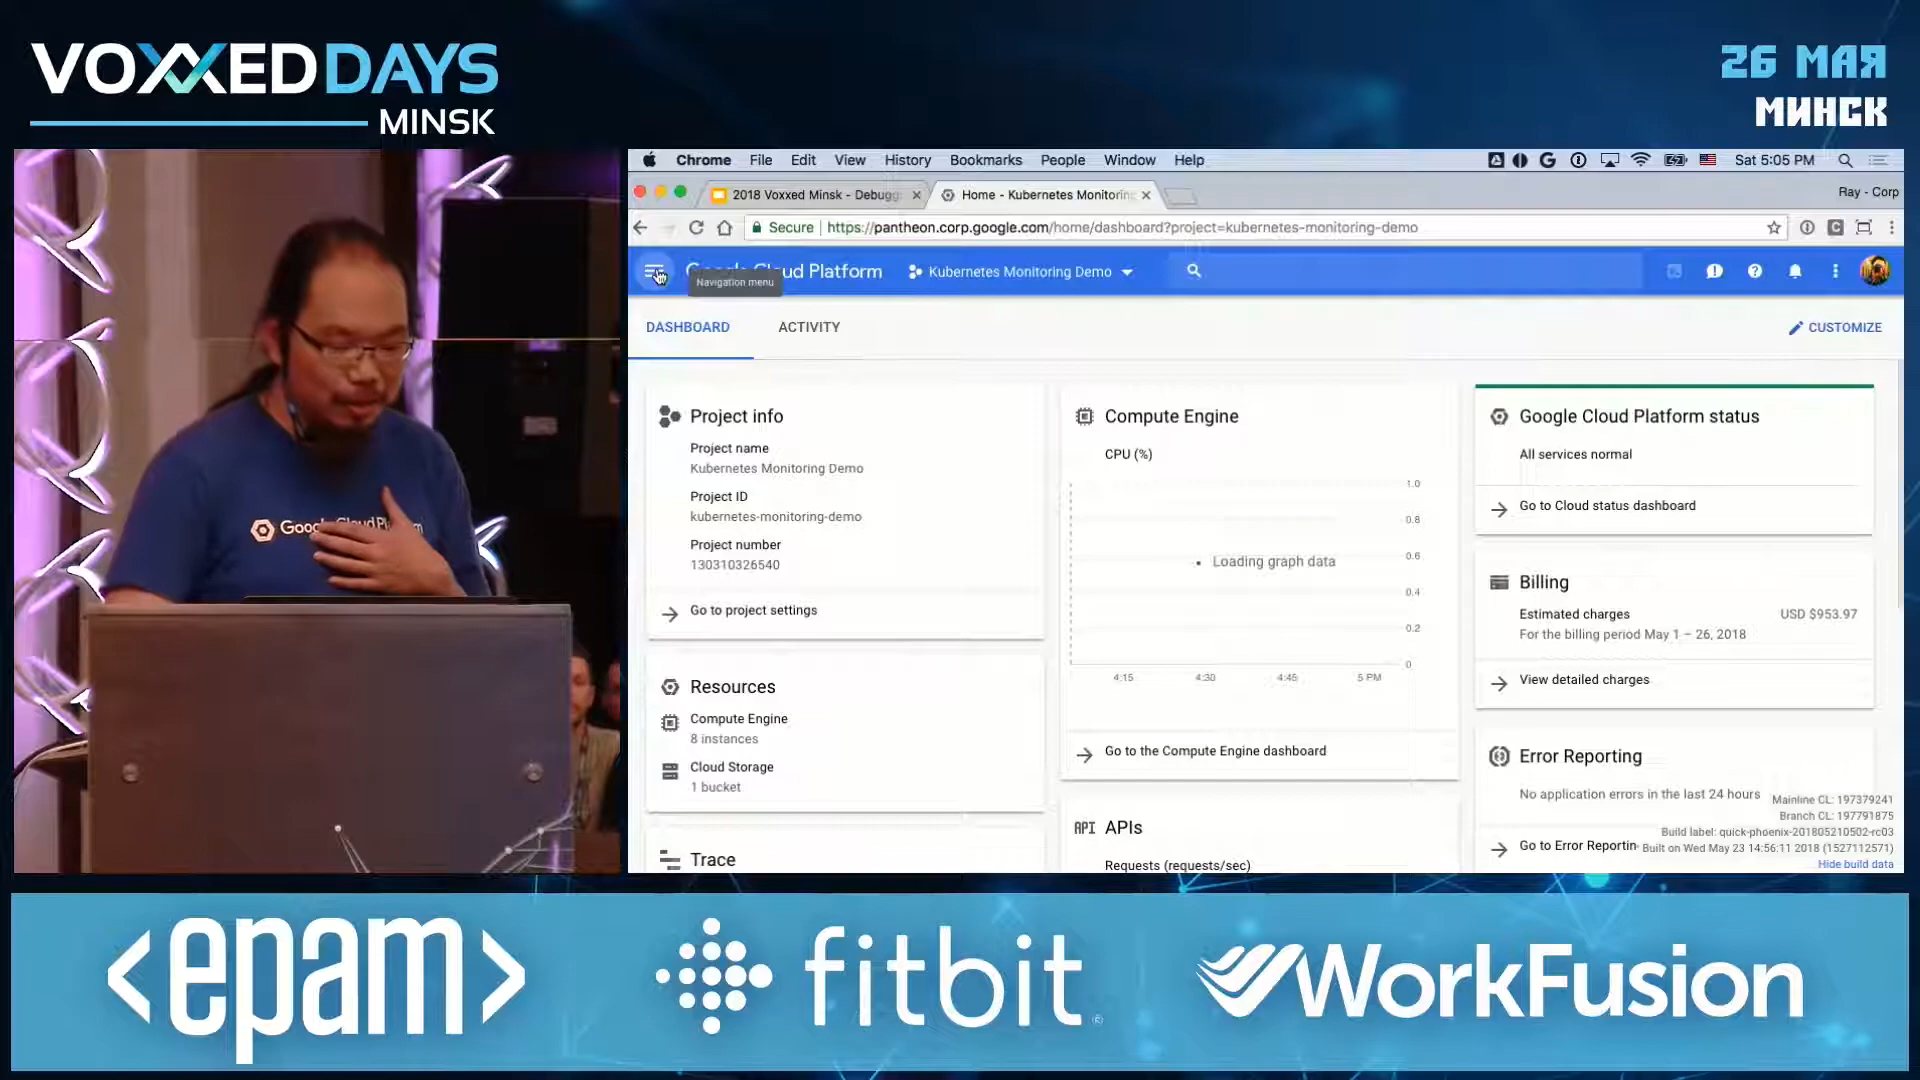 VOXXED DAYS
MINSK
26 МАЯ
МИНСК
Chrome File Edit View History Bookmarks People Window Help
Sat 5:05 PM
2018 Voxxed Minsk - Debugg
Home - Kubernetes Monitoring
Ray - Corp
Secure
https://pantheon.corp.google.com/home/dashboard?project=kubernetes-monitoring-demo
Google Cloud Platform
Kubernetes Monitoring Demo
Navigation menu
DASHBOARD
ACTIVITY
CUSTOMIZE
Project info
Project name
Kubernetes Monitoring Demo
Project ID
kubernetes-monitoring-demo
Project number
130310326540
Go to project settings
Resources
Compute Engine
8 instances
Cloud Storage
1 bucket
Trace
Compute Engine
CPU (%)
1.0
0.8
0.6
Loading graph data
0.4
0.2
0
4:15 4:30 4:45 5 PM
Go to the Compute Engine dashboard
API APIs
Requests (requests/sec)
Google Cloud Platform status
All services normal
Go to Cloud status dashboard
Billing
Estimated charges
USD $953.97
For the billing period May 1 – 26, 2018
View detailed charges
Error Reporting
No application errors in the last 24 hours
Go to Error Reportin
Mainline CL: 197379241
Branch CL: 197791875
Build label: quick-phoenix-201805210502-rc03
Built on Wed May 23 14:56:11 2018 (1527112571)
Hide build data
<epam>
fitbit®
WorkFusion